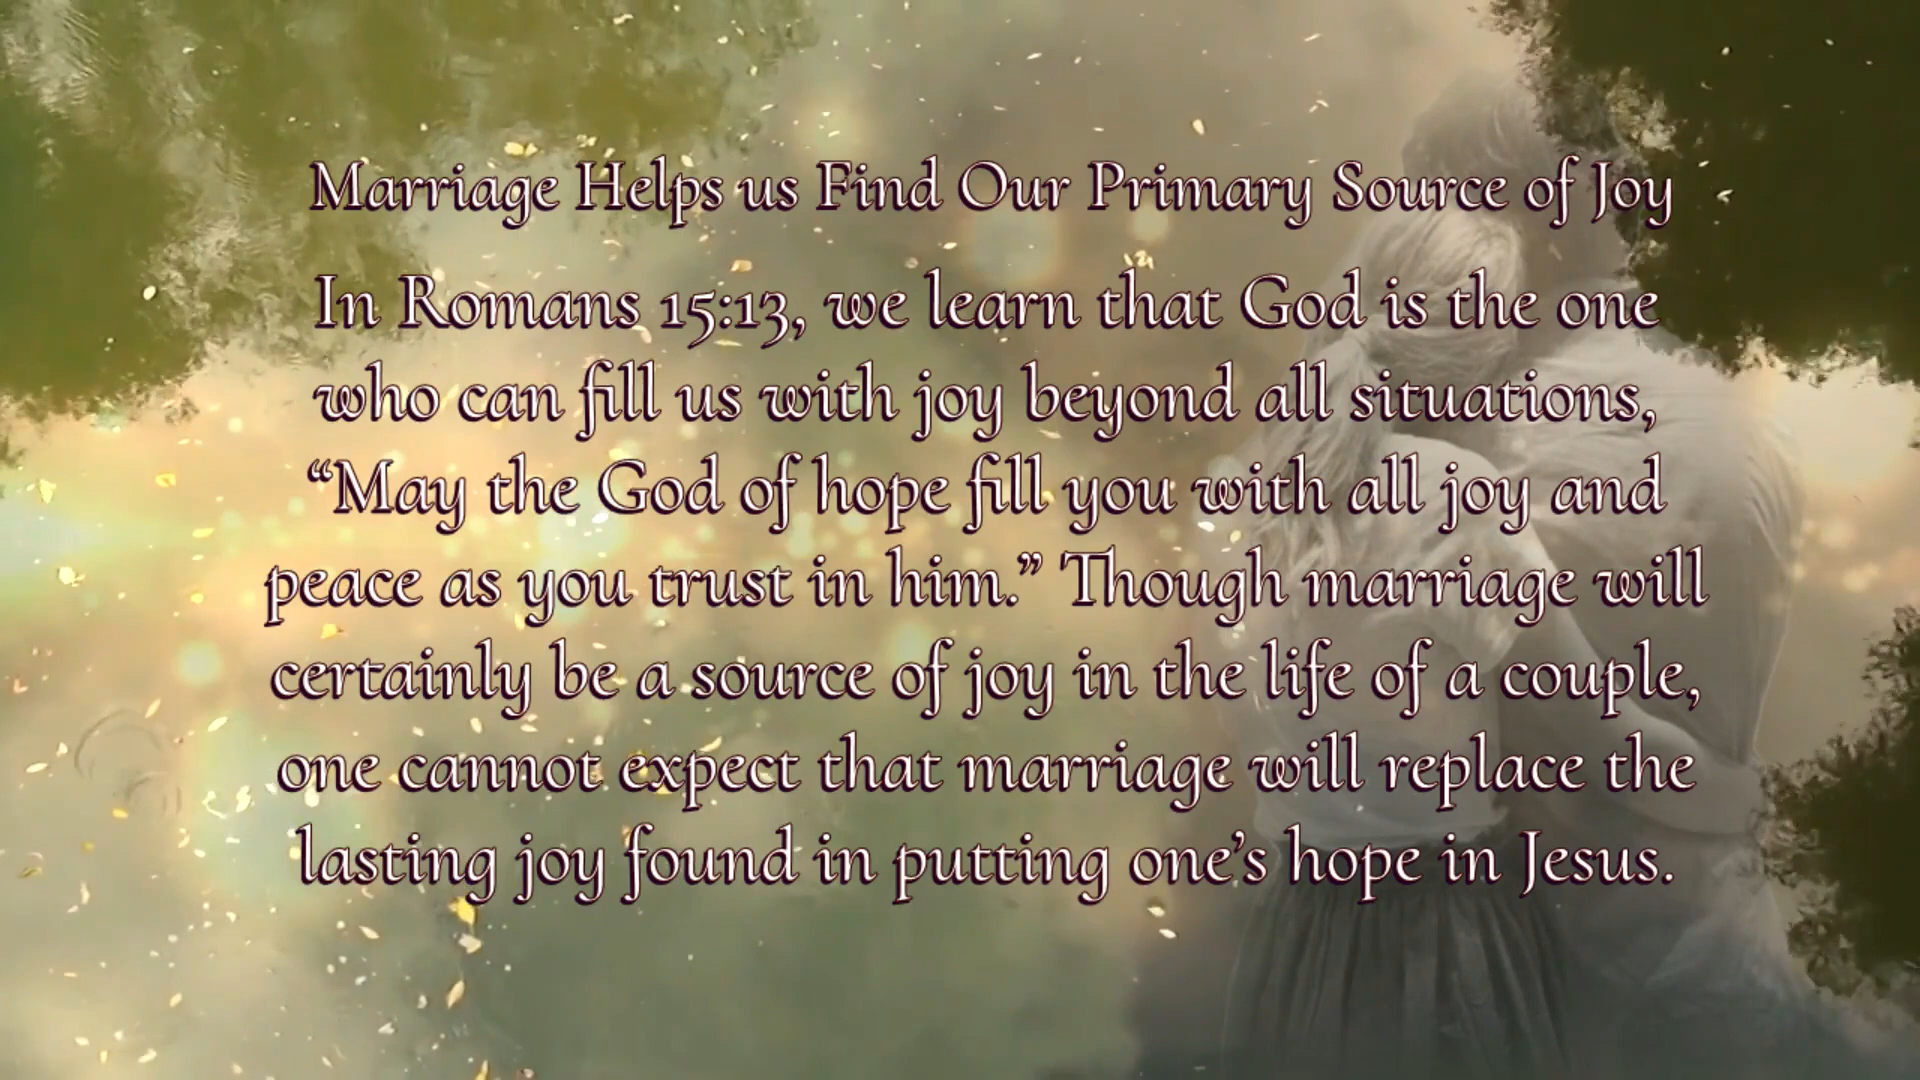 Marriage Helps us Find Our Primary Source of Joy
In Romans 15:13, we learn that God is the one
who can fill us with joy beyond all situations,
“May the God of hope fill you with all joy and
peace as you trust in him.” Though marriage will
certainly be a source of joy in the life of a couple,
one cannot expect that marriage will replace the
lasting joy found in putting one’s hope in Jesus.